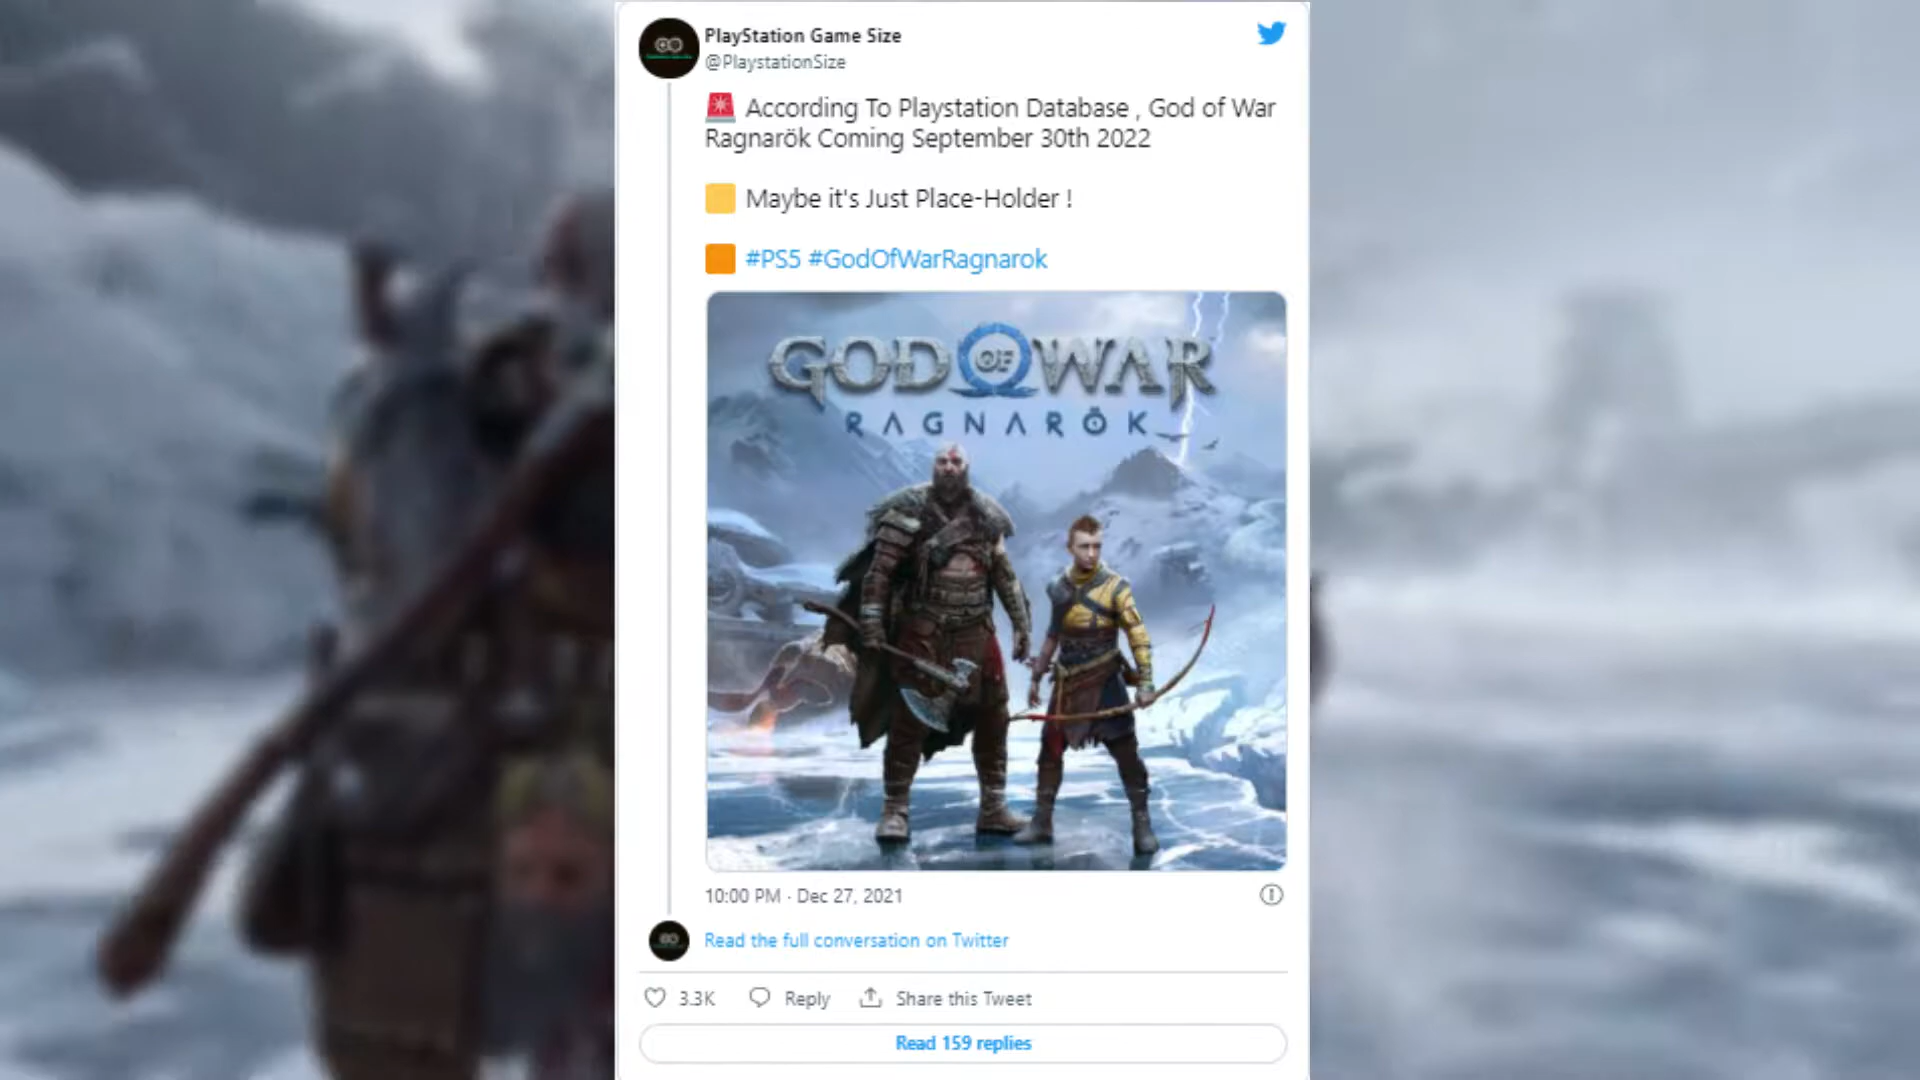 PlayStation Game Size
@PlaystationSize
According To Playstation Database , God of War
Ragnarök Coming September 30th 2022
Maybe it's Just Place-Holder !
#PS5 #GodOfWarRagnarok
GOD OF WAR
RAGNARÖK
10:00 PM · Dec 27, 2021
Read the full conversation on Twitter
3.3K Reply Share this Tweet
Read 159 replies